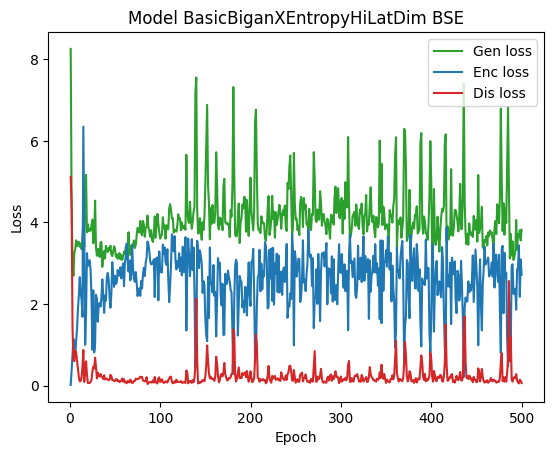 Model BasicBiganXEntropyHiLatDim BSE
Gen loss
Enc loss
Dis loss
Loss
8
6
4
2
0
0 100 200 300 400 500
Epoch